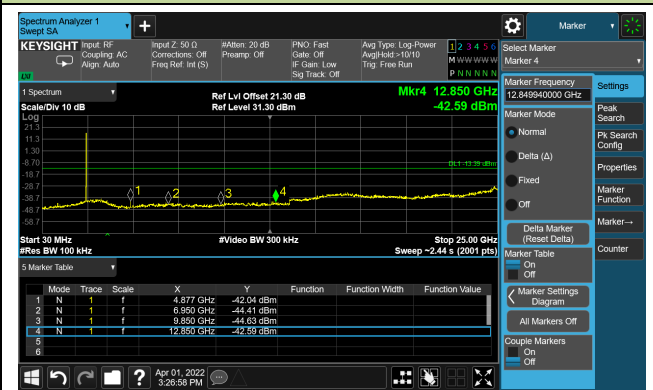 Spectrum Analyzer 1
Swept SA
+
Marker
KEYSIGHT Input: RF Input Z: 50 Ω #Atten: 20 dB PNO: Fast Avg Type: Log-Power 1 2 3 4 5 6
Coupling: AC Corrections: Off Preamp: Off Gate: Off Avg|Hold:>10/10 M W W W W W
Align: Auto Freq Ref: Int (S) IF Gain: Low Trig: Free Run
Sig Track: Off P N N N N N
LXI
Select Marker
Marker 4
1 Spectrum
Scale/Div 10 dB
Ref Lvl Offset 21.30 dB
Ref Level 31.30 dBm
Mkr4 12.850 GHz
-42.59 dBm
Log
21.3
11.3
1.30
-8.70
-18.7
-28.7
-38.7
-48.7
-58.7
DL1 -13.39 dBm
1
2
3
4
Start 30 MHz #Video BW 300 kHz Stop 25.00 GHz
#Res BW 100 kHz Sweep ~2.44 s (2001 pts)
5 Marker Table
Mode Trace Scale X Y Function Function Width Function Value
1 N 1 f 4.877 GHz -42.04 dBm
2 N 1 f 6.950 GHz -44.41 dBm
3 N 1 f 9.850 GHz -44.63 dBm
4 N 1 f 12.850 GHz -42.59 dBm
5
6
Marker Frequency
12.849940000 GHz
Marker Mode
Normal
Delta (Δ)
Fixed
Off
Delta Marker
(Reset Delta)
Marker Table
On
Off
Marker Settings
Diagram
All Markers Off
Couple Markers
On
Off
Settings
Peak
Search
Pk Search
Config
Properties
Marker
Function
Marker→
Counter
?
Apr 01, 2022
3:26:58 PM